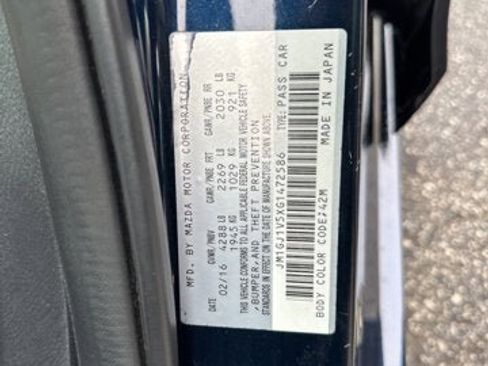 MFD. BY MAZDA MOTOR CORPORATION
DATE GVWR/PNBV GAWR/PNBE FRT GAWR/PNBE RR
02/16 4288 LB 2269 LB 2030 LB
1945 KG 1029 KG 921 KG
THIS VEHICLE CONFORMS TO ALL APPLICABLE FEDERAL MOTOR VEHICLE SAFETY
, BUMPER, AND THEFT PREVENTION
STANDARDS IN EFFECT ON THE DATE OF MANUFACTURE SHOWN ABOVE.
JM1GJ1V5XG1472586 TYPE:PASS CAR
BODY COLOR CODE:42M MADE IN JAPAN